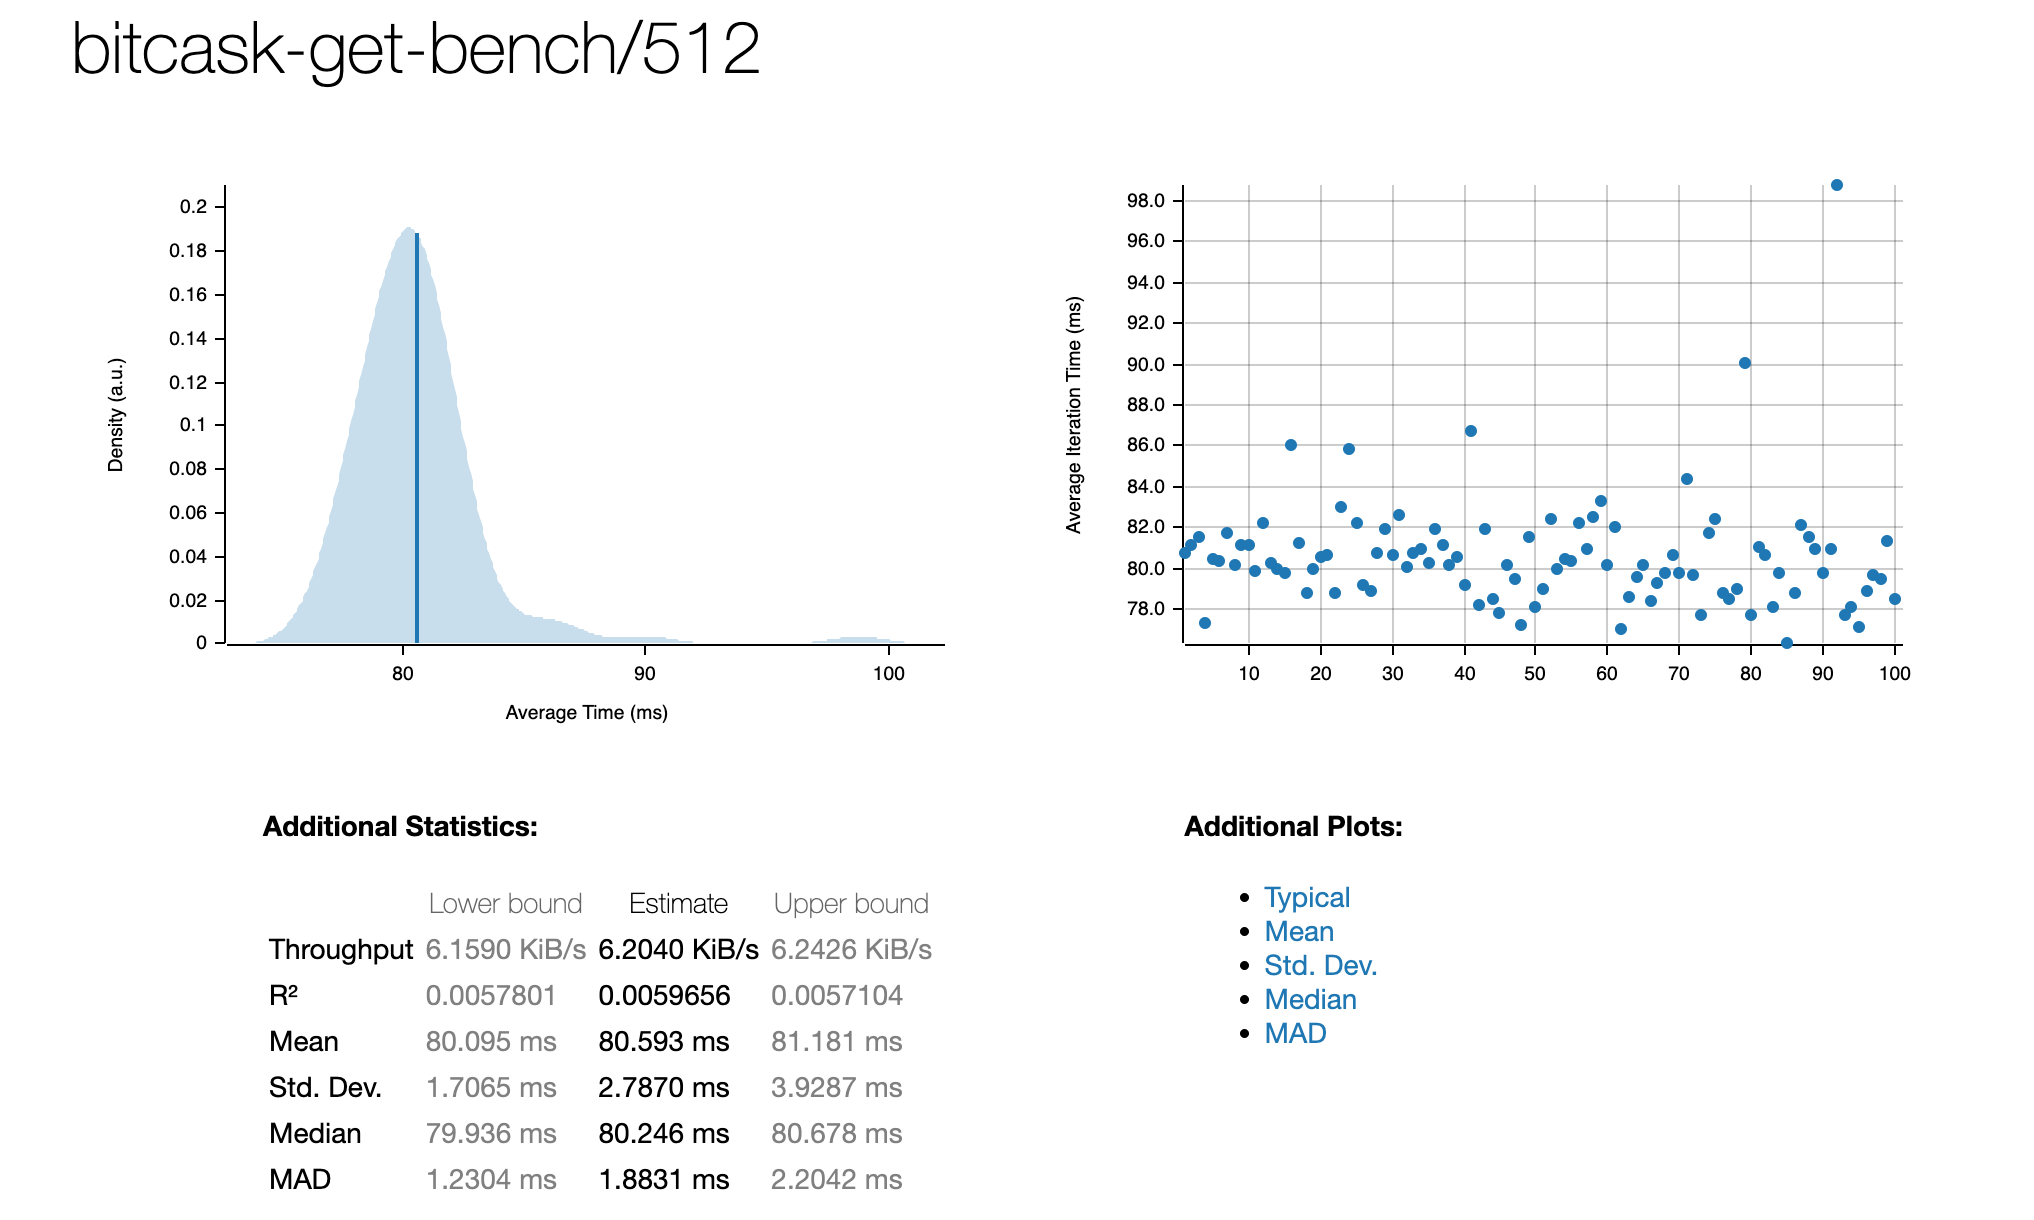 bitcask-get-bench/512
0.2
0.18
0.16
0.14
0.12
0.1
0.08
0.06
0.04
0.02
0
Density (a.u.)
80 90 100
Average Time (ms)
98.0
96.0
94.0
92.0
90.0
88.0
86.0
84.0
82.0
80.0
78.0
Average Iteration Time (ms)
10 20 30 40 50 60 70 80 90 100
Additional Statistics:
Lower bound Estimate Upper bound
Throughput 6.1590 KiB/s 6.2040 KiB/s 6.2426 KiB/s
R² 0.0057801 0.0059656 0.0057104
Mean 80.095 ms 80.593 ms 81.181 ms
Std. Dev. 1.7065 ms 2.7870 ms 3.9287 ms
Median 79.936 ms 80.246 ms 80.678 ms
MAD 1.2304 ms 1.8831 ms 2.2042 ms
Additional Plots:
• Typical
• Mean
• Std. Dev.
• Median
• MAD